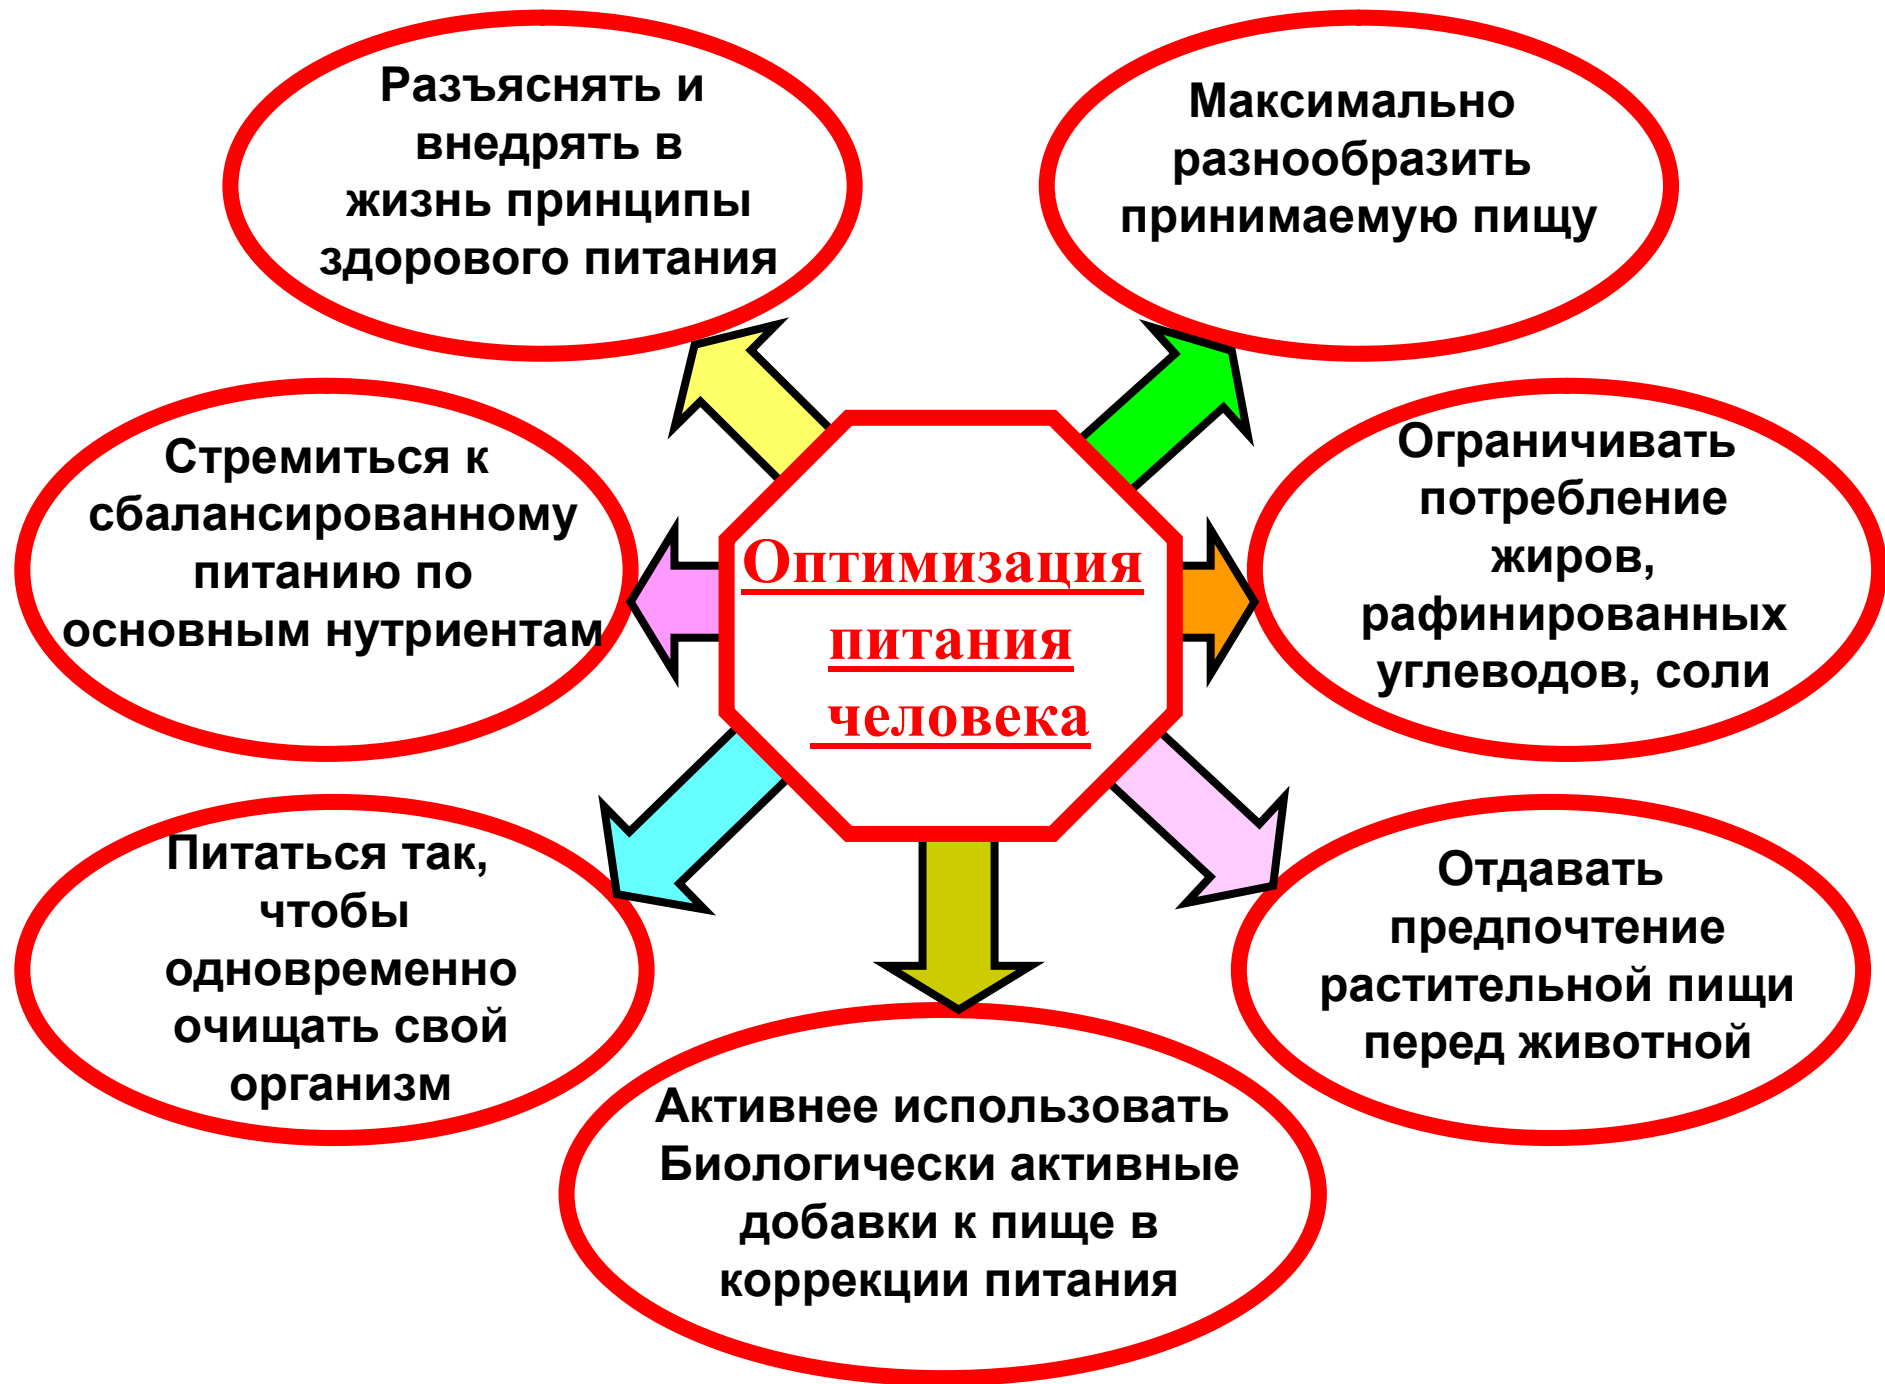 Разъяснять и
внедрять в
жизнь принципы
здорового питания
Максимально
разнообразить
принимаемую пищу
Стремиться к
сбалансированному
питанию по
основным нутриентам
Оптимизация
питания
человека
Ограничивать
потребление
жиров,
рафинированных
углеводов, соли
Питаться так,
чтобы
одновременно
очищать свой
организм
Активнее использовать
Биологически активные
добавки к пище в
коррекции питания
Отдавать
предпочтение
растительной пищи
перед животной